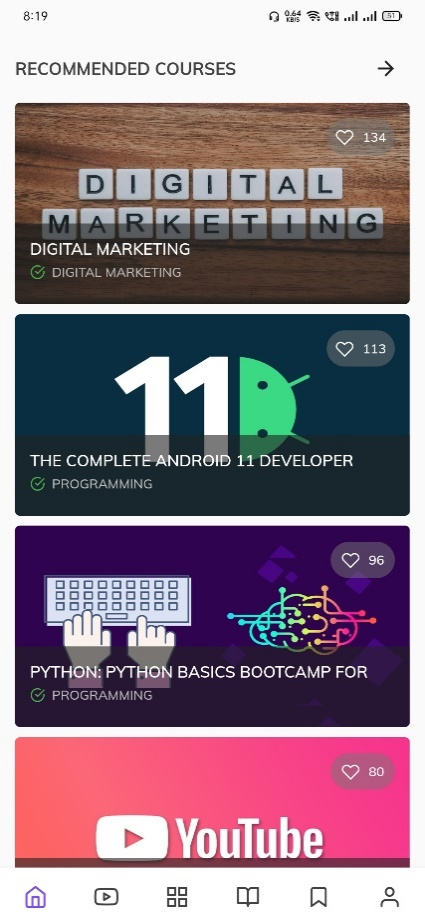 8:19
0.64
KB/S
51
RECOMMENDED COURSES
134
DIGITAL
MARKETING
DIGITAL MARKETING
DIGITAL MARKETING
113
11
THE COMPLETE ANDROID 11 DEVELOPER
PROGRAMMING
96
PYTHON: PYTHON BASICS BOOTCAMP FOR
PROGRAMMING
80
YouTube